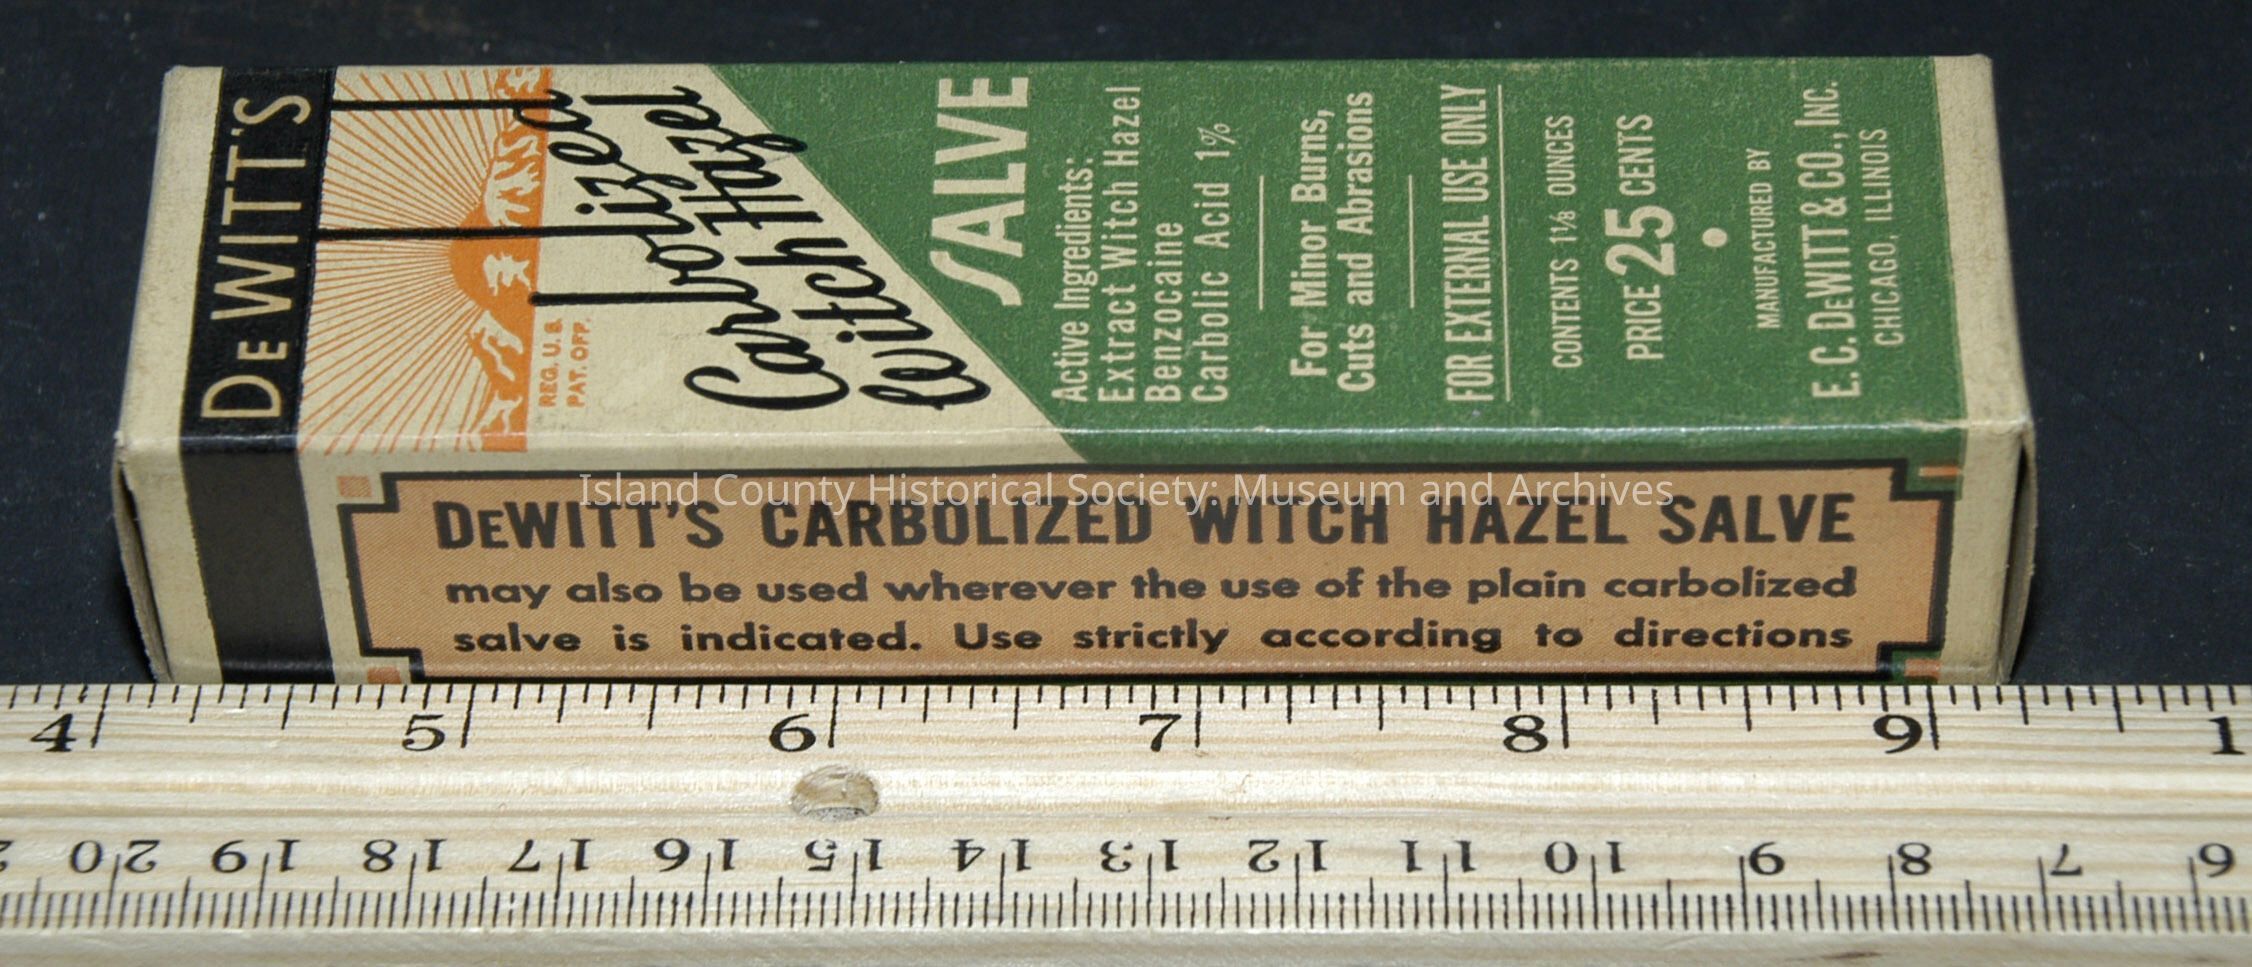 DEWITT'S
REG. U.S.
PAT. OFF.
Carbolized
Witch Hazel
SALVE
Active Ingredients:
Extract Witch Hazel
Benzocaine
Carbolic Acid 1%
For Minor Burns,
Cuts and Abrasions
FOR EXTERNAL USE ONLY
CONTENTS 1⅛ OUNCES
PRICE 25 CENTS
MANUFACTURED BY
E. C. DEWITT & CO., INC.
CHICAGO, ILLINOIS
Island County Historical Society: Museum and Archives
DEWITT'S CARBOLIZED WITCH HAZEL SALVE
may also be used wherever the use of the plain carbolized
salve is indicated. Use strictly according to directions
4 5 6 7 8 9 1
20 19 18 17 16 15 14 13 12 11 10 9 8 7 6